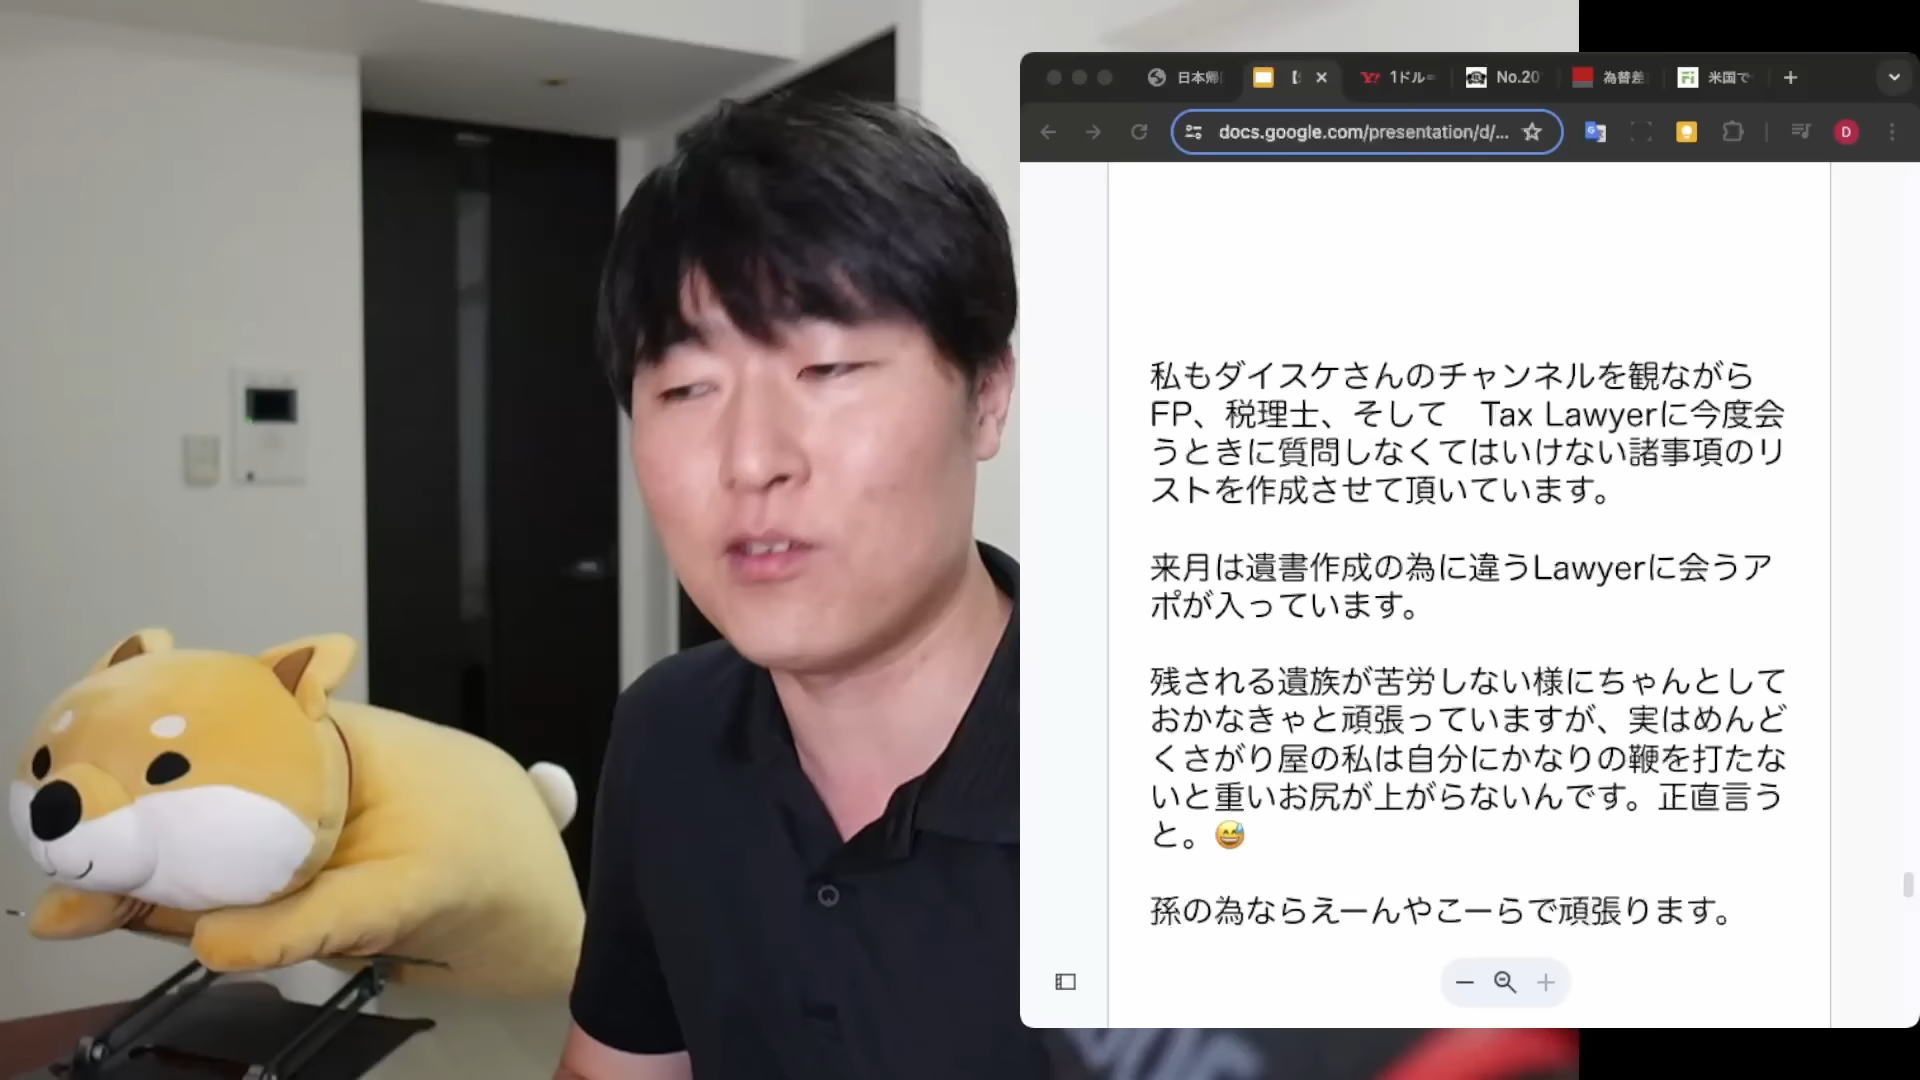 日本帰
1ドル=
No.20
為替差
米国で
docs.google.com/presentation/d/...
D
私もダイスケさんのチャンネルを観ながら
FP、税理士、そして　Tax Lawyerに今度会
うときに質問しなくてはいけない諸事項のリ
ストを作成させて頂いています。
来月は遺書作成の為に違うLawyerに会うア
ポが入っています。
残される遺族が苦労しない様にちゃんとして
おかなきゃと頑張っていますが、実はめんど
くさがり屋の私は自分にかなりの鞭を打たな
いと重いお尻が上がらないんです。正直言う
と。😅
孫の為ならえーんやこーらで頑張ります。